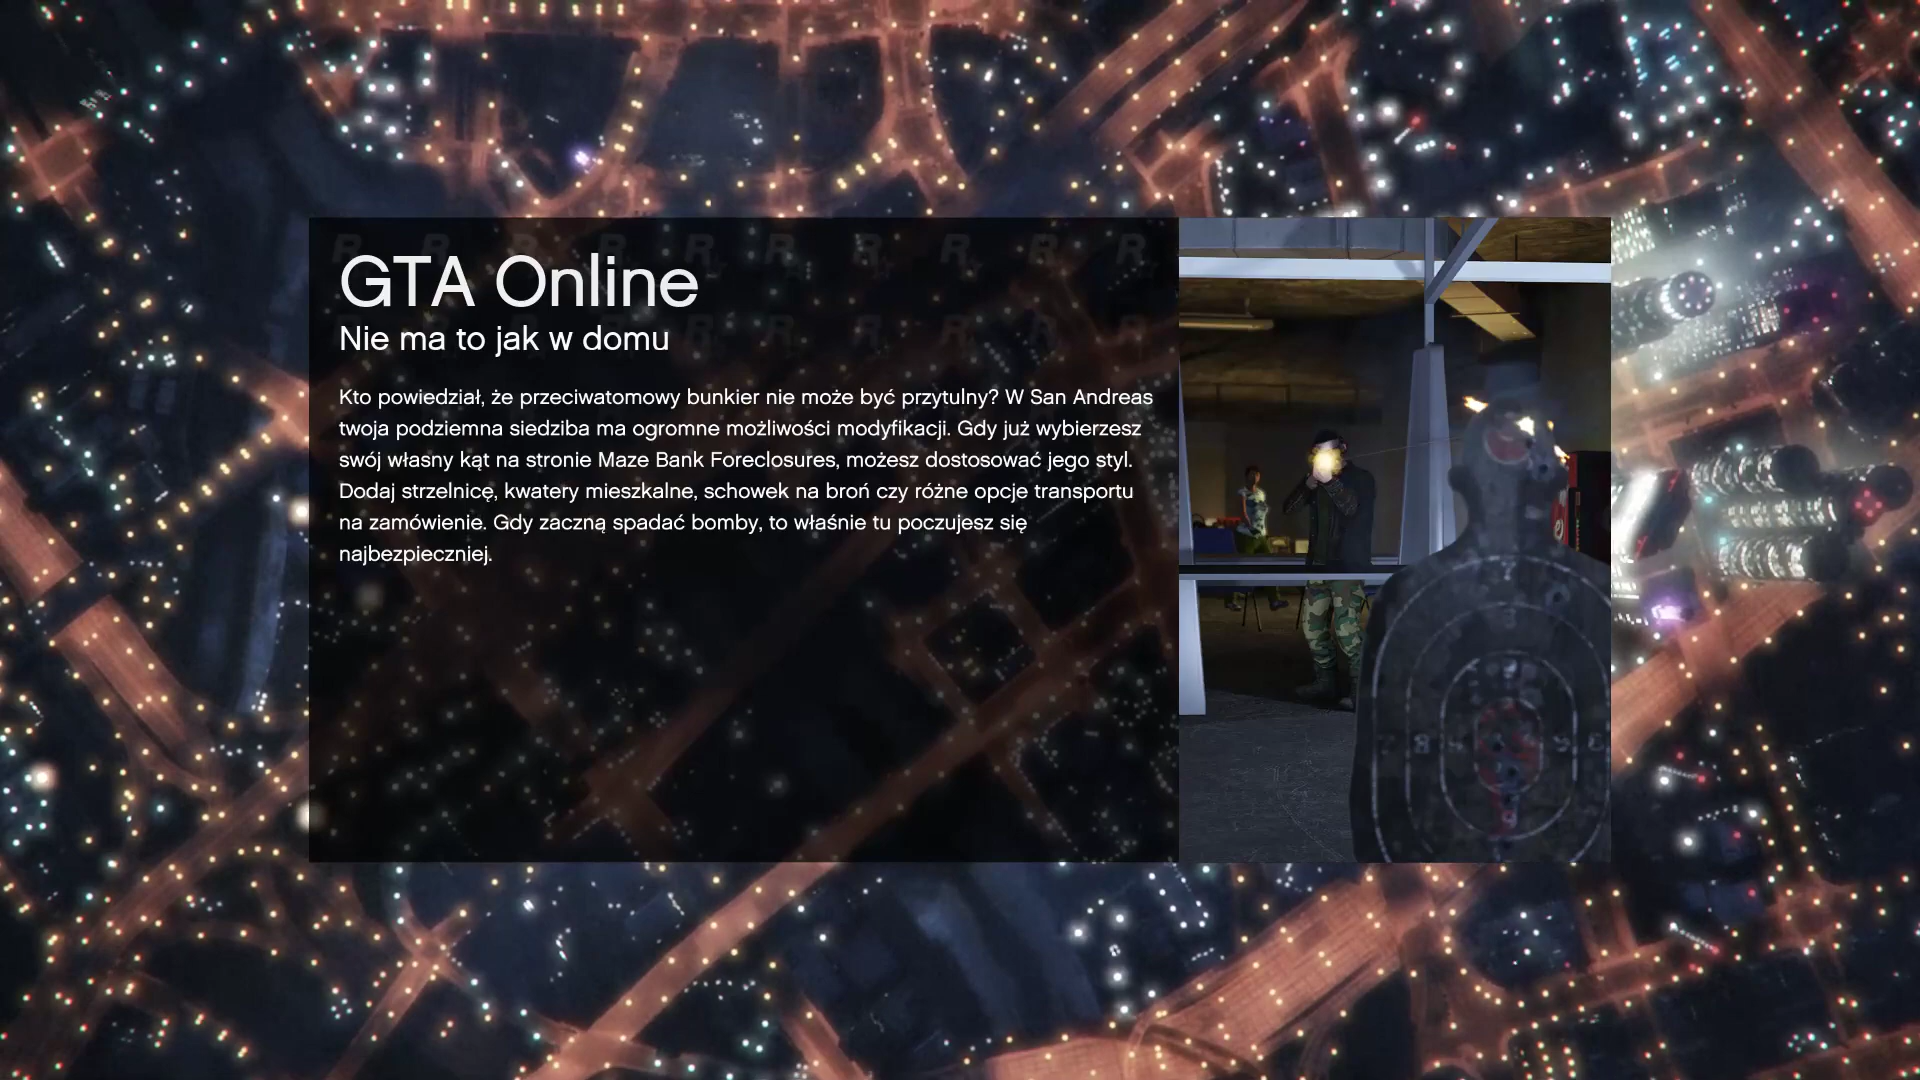 GTA Online
Nie ma to jak w domu
Kto powiedział, że przeciwatomowy bunkier nie może być przytulny? W San Andreas
twoja podziemna siedziba ma ogromne możliwości modyfikacji. Gdy już wybierzesz
swój własny kąt na stronie Maze Bank Foreclosures, możesz dostosować jego styl.
Dodaj strzelnicę, kwatery mieszkalne, schowek na broń czy różne opcje transportu
na zamówienie. Gdy zaczną spadać bomby, to właśnie tu poczujesz się
najbezpieczniej.